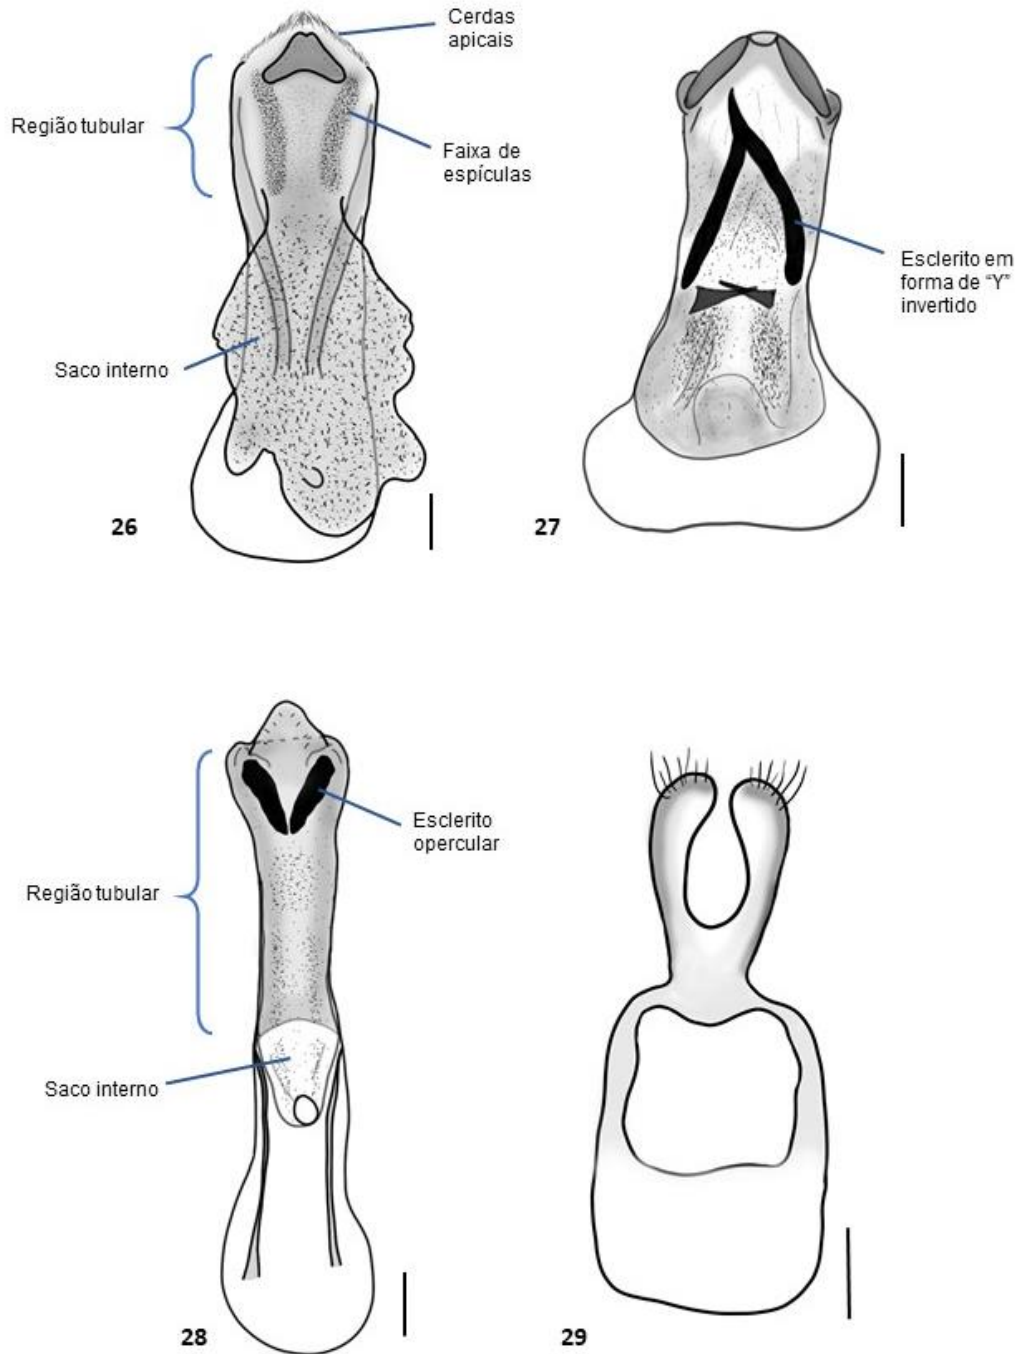 Cerdas
apicais
Região tubular
Faixa de
espículas
Esclerito em
forma de “Y”
invertido
Saco interno
26
27
Esclerito
opercular
Região tubular
Saco interno
28
29